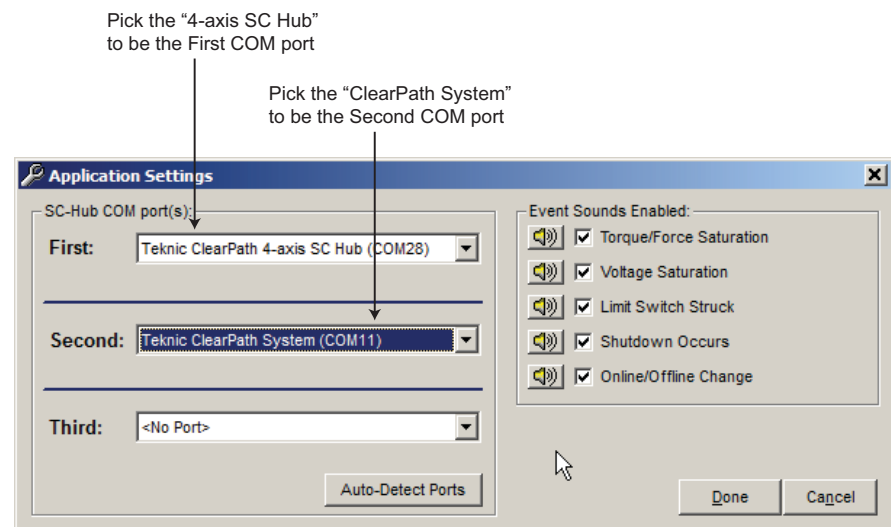 Pick the “4-axis SC Hub”
to be the First COM port
Pick the “ClearPath System”
to be the Second COM port
Application Settings
SC-Hub COM port(s):
First:
Teknic ClearPath 4-axis SC Hub (COM28)
Second:
Teknic ClearPath System (COM11)
Third:
<No Port>
Auto-Detect Ports
Event Sounds Enabled:
Torque/Force Saturation
Voltage Saturation
Limit Switch Struck
Shutdown Occurs
Online/Offline Change
Done
Cancel